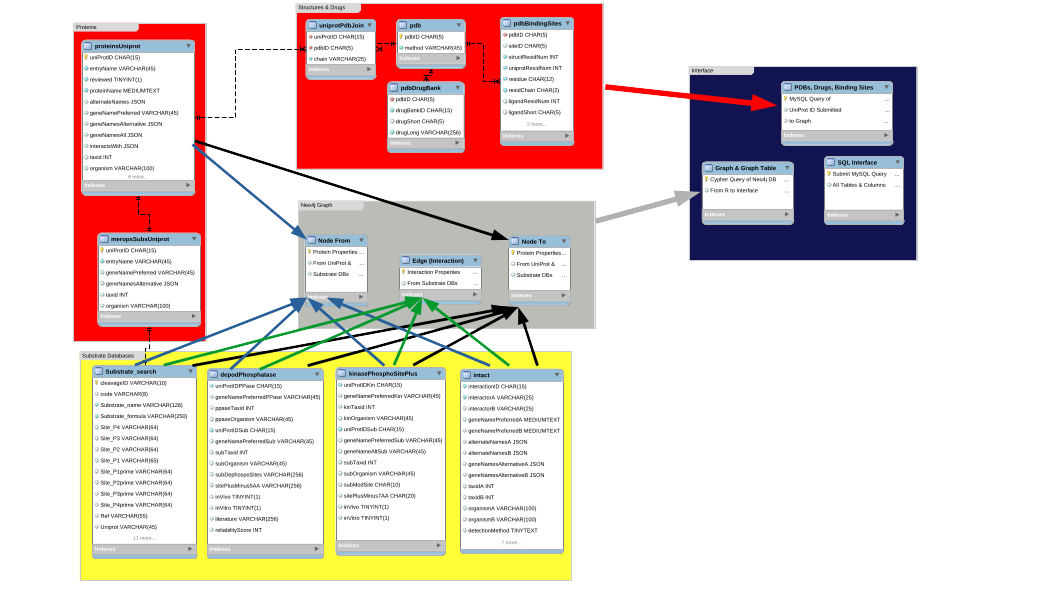 Proteins
proteinsUniprot
uniProtID CHAR(15)
entryName VARCHAR(45)
reviewed TINYINT(1)
proteinName MEDIUMTEXT
alternateNames JSON
geneNamePreferred VARCHAR(45)
geneNamesAlternative JSON
geneNamesAll JSON
interactsWith JSON
taxid INT
organism VARCHAR(100)
6 more...
Indexes
meropsSubsUniprot
uniProtID CHAR(15)
entryName VARCHAR(45)
geneNamePreferred VARCHAR(45)
geneNamesAlternative JSON
taxid INT
organism VARCHAR(100)
Indexes
Structures & Drugs
uniprotPdbJoin
uniProtID CHAR(15)
pdbID CHAR(5)
chain VARCHAR(25)
Indexes
pdb
pdbID CHAR(5)
method VARCHAR(45)
Indexes
pdbDrugBank
pdbID CHAR(5)
drugBankID CHAR(15)
drugShort CHAR(5)
drugLong VARCHAR(256)
Indexes
pdbBindingSites
pdbID CHAR(5)
siteID CHAR(5)
structResidNum INT
uniprotResidNum INT
residue CHAR(12)
residChain CHAR(2)
ligandResidNum INT
ligandShort CHAR(5)
2 more...
Indexes
Interface
PDBs, Drugs, Binding Sites
MySQL Query of ...
UniProt ID Submitted ...
to Graph ...
Indexes
Graph & Graph Table
Cypher Query of Neo4j DB ...
From R to Interface ...
Indexes
SQL Interface
Submit MySQL Query ...
All Tables & Columns ...
Indexes
Neo4j Graph
Node From
Protein Properties ...
From UniProt & ...
Substrate DBs ...
Indexes
Edge (Interaction)
Interaction Properties ...
From Substrate DBs ...
Indexes
Node To
Protein Properties ...
From UniProt & ...
Substrate DBs ...
Indexes
Substrate Databases
Substrate_search
cleavageID VARCHAR(10)
code VARCHAR(8)
Substrate_name VARCHAR(128)
Substrate_formula VARCHAR(250)
Site_P4 VARCHAR(64)
Site_P3 VARCHAR(64)
Site_P2 VARCHAR(64)
Site_P1 VARCHAR(65)
Site_P1prime VARCHAR(64)
Site_P2prime VARCHAR(64)
Site_P3prime VARCHAR(64)
Site_P4prime VARCHAR(64)
Ref VARCHAR(55)
Uniprot VARCHAR(45)
11 more...
Indexes
depodPhosphatase
uniProtIDPPase CHAR(15)
geneNamePreferredPPase VARCHAR(45)
ppaseTaxid INT
ppaseOrganism VARCHAR(45)
uniProtIDSub CHAR(15)
geneNamePreferredSub VARCHAR(45)
subTaxid INT
subOrganism VARCHAR(45)
subDephospoSites VARCHAR(256)
sitePlusMinus5AA VARCHAR(256)
inVivo TINYINT(1)
inVitro TINYINT(1)
literature VARCHAR(256)
reliabilityScore INT
Indexes
kinasePhosphoSitePlus
uniProtIDKin CHAR(15)
geneNamePreferredKin VARCHAR(45)
kinTaxid INT
kinOrganism VARCHAR(45)
uniProtIDSub CHAR(15)
geneNamePreferredSub VARCHAR(45)
geneNameAltSub VARCHAR(45)
subTaxid INT
subOrganism VARCHAR(45)
subModSite CHAR(10)
sitePlusMinus7AA CHAR(20)
inVivo TINYINT(1)
inVitro TINYINT(1)
Indexes
intact
interactionID CHAR(15)
interactorA VARCHAR(25)
interactorB VARCHAR(25)
geneNamePreferredA MEDIUMTEXT
geneNamePreferredB MEDIUMTEXT
alternateNamesA JSON
alternateNamesB JSON
geneNamesAlternativeA JSON
geneNamesAlternativeB JSON
taxidA INT
taxidB INT
organismA VARCHAR(100)
organismB VARCHAR(100)
detectionMethod TINYTEXT
7 more...
Indexes